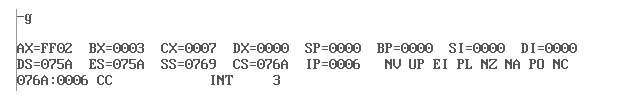 -g
AX=FF02 BX=0003 CX=0007 DX=0000 SP=0000 BP=0000 SI=0000 DI=0000
DS=075A ES=075A SS=0769 CS=076A IP=0006 NV UP EI PL NZ NA PO NC
076A:0006 CC INT 3